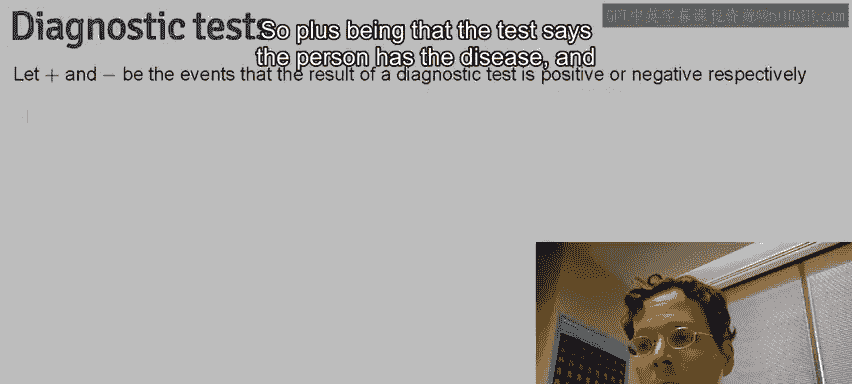 Diagnostic tests
So plus being that the test says
the person has the disease, and
Let + and − be the events that the result of a diagnostic test is positive or negative respectively